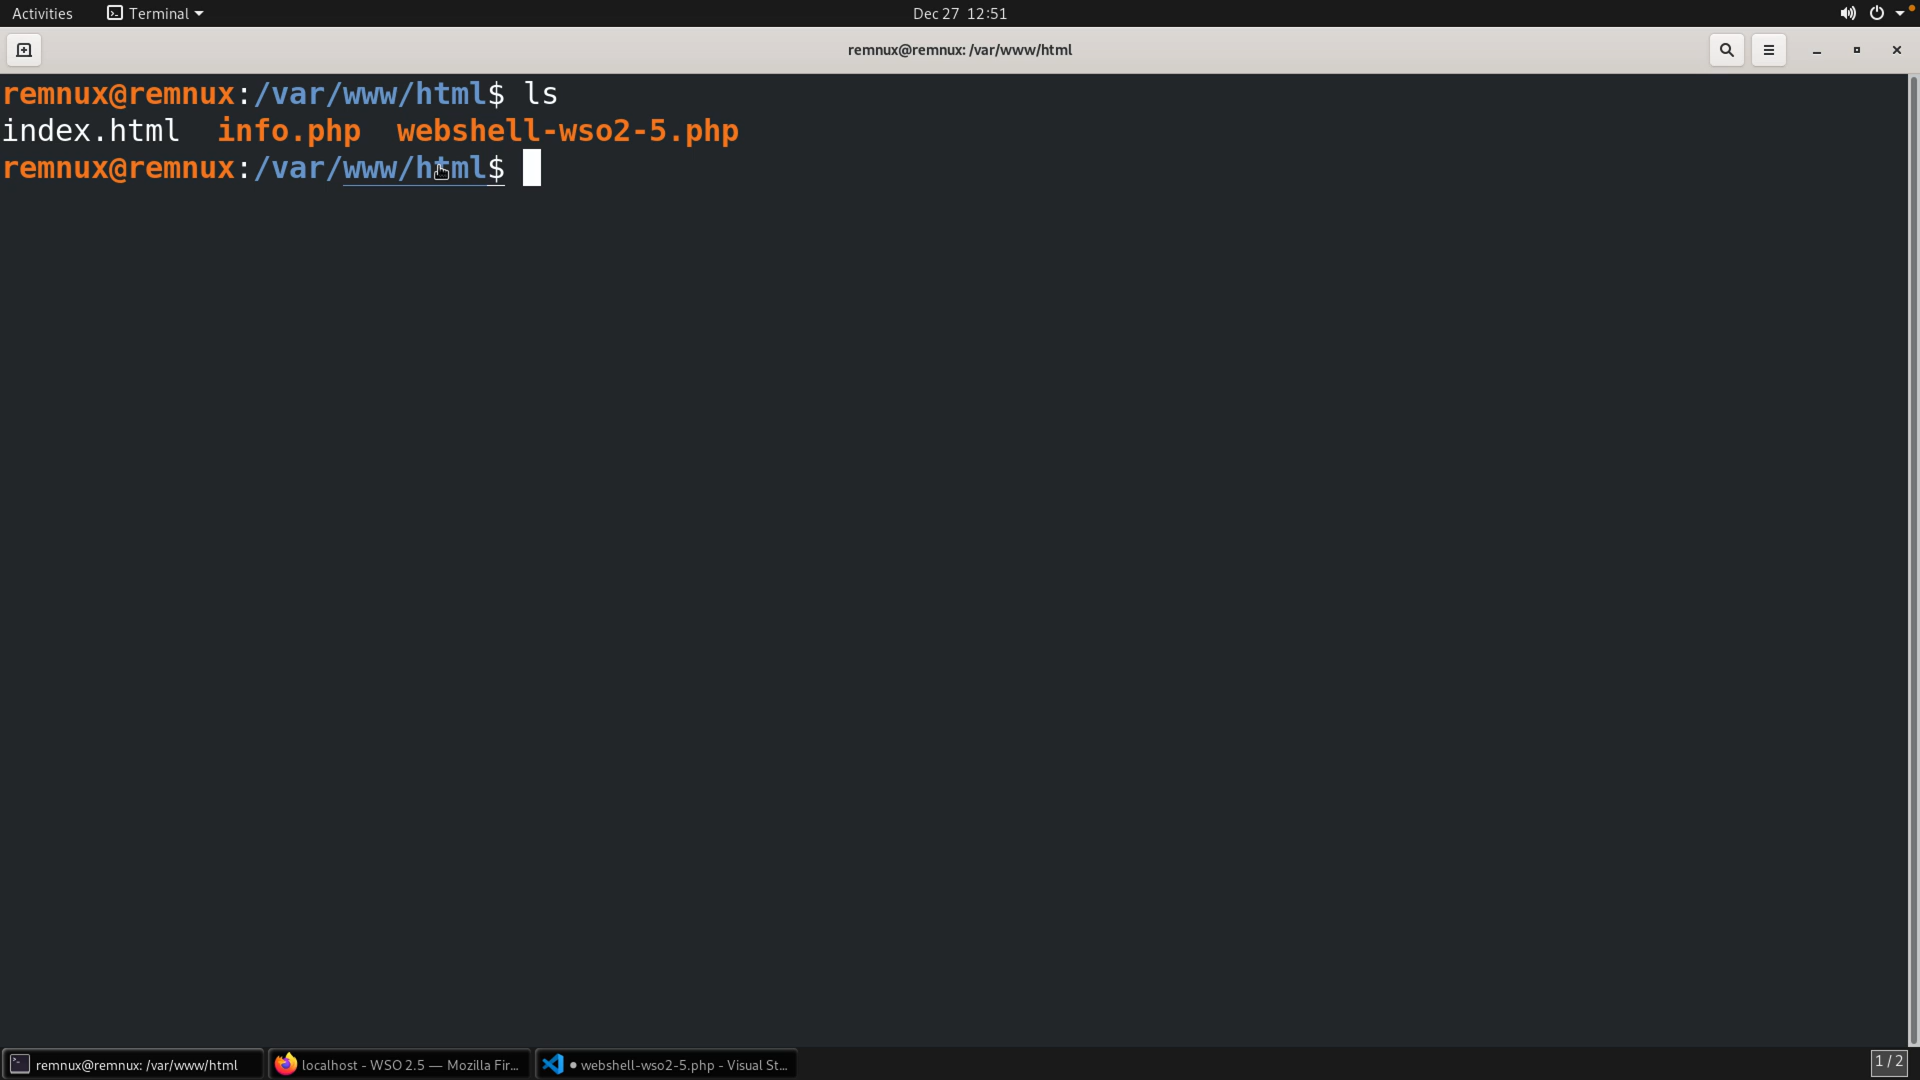 Activities Terminal Dec 27 12:51
remnux@remnux: /var/www/html
remnux@remnux:/var/www/html$ ls
index.html info.php webshell-wso2-5.php
remnux@remnux:/var/www/html$
remnux@remnux: /var/www/html localhost - WSO 2.5 — Mozilla Fir... ● webshell-wso2-5.php - Visual St... 1 / 2